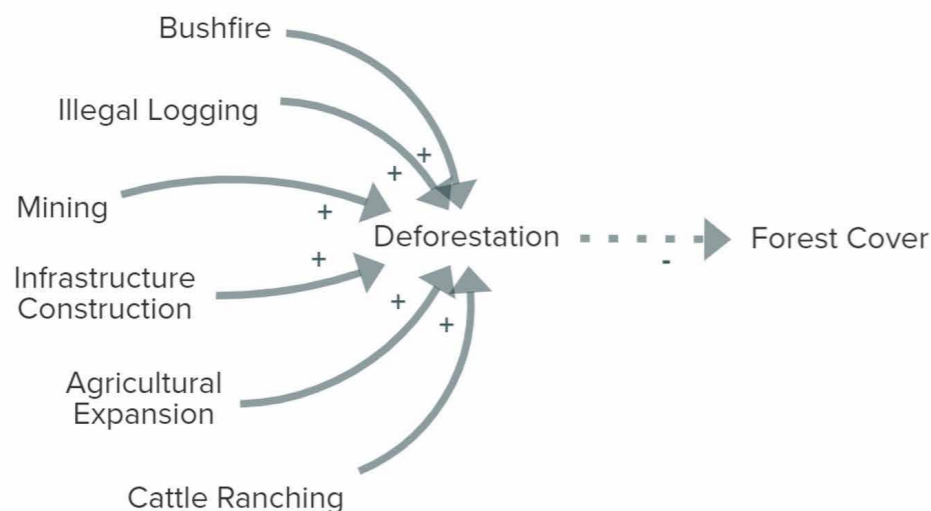 Bushfire
Illegal Logging
+
+
Mining
+
Deforestation
-
Forest Cover
+
Infrastructure
Construction
+
+
Agricultural
Expansion
Cattle Ranching